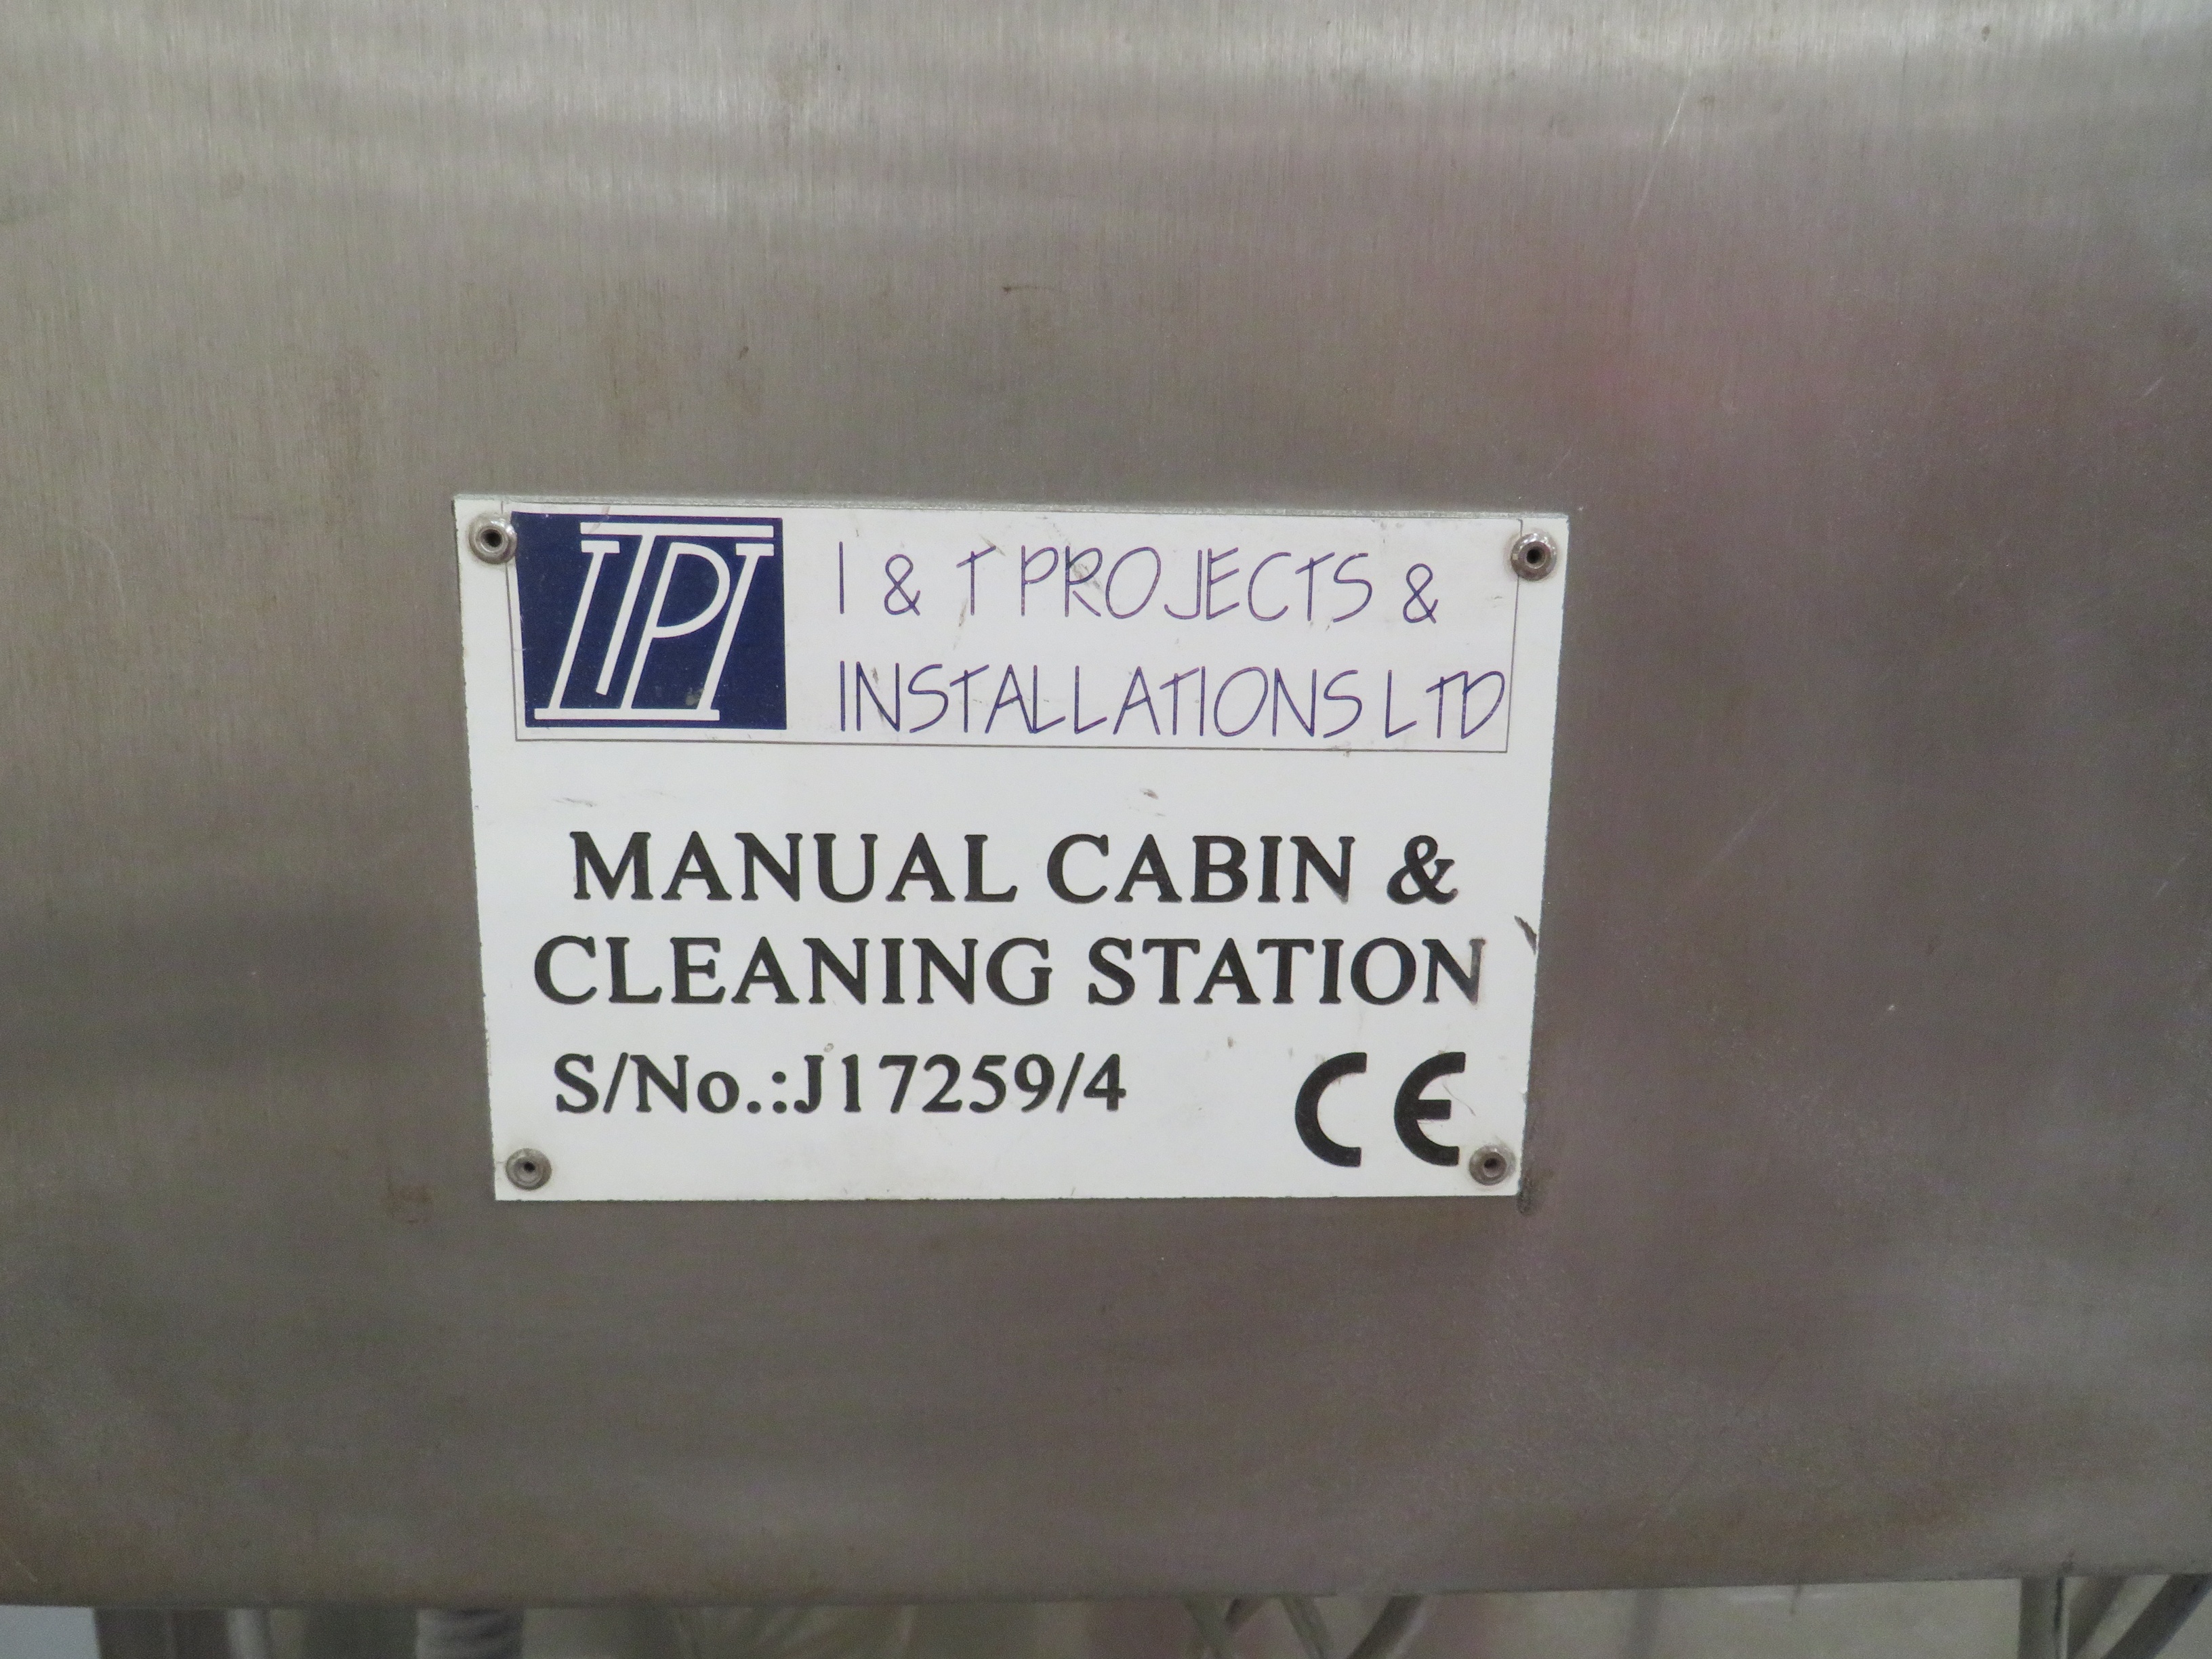 ITPI
I & T PROJECTS &
INSTALLATIONS LTD
MANUAL CABIN &
CLEANING STATION
S/No.:J17259/4
CE